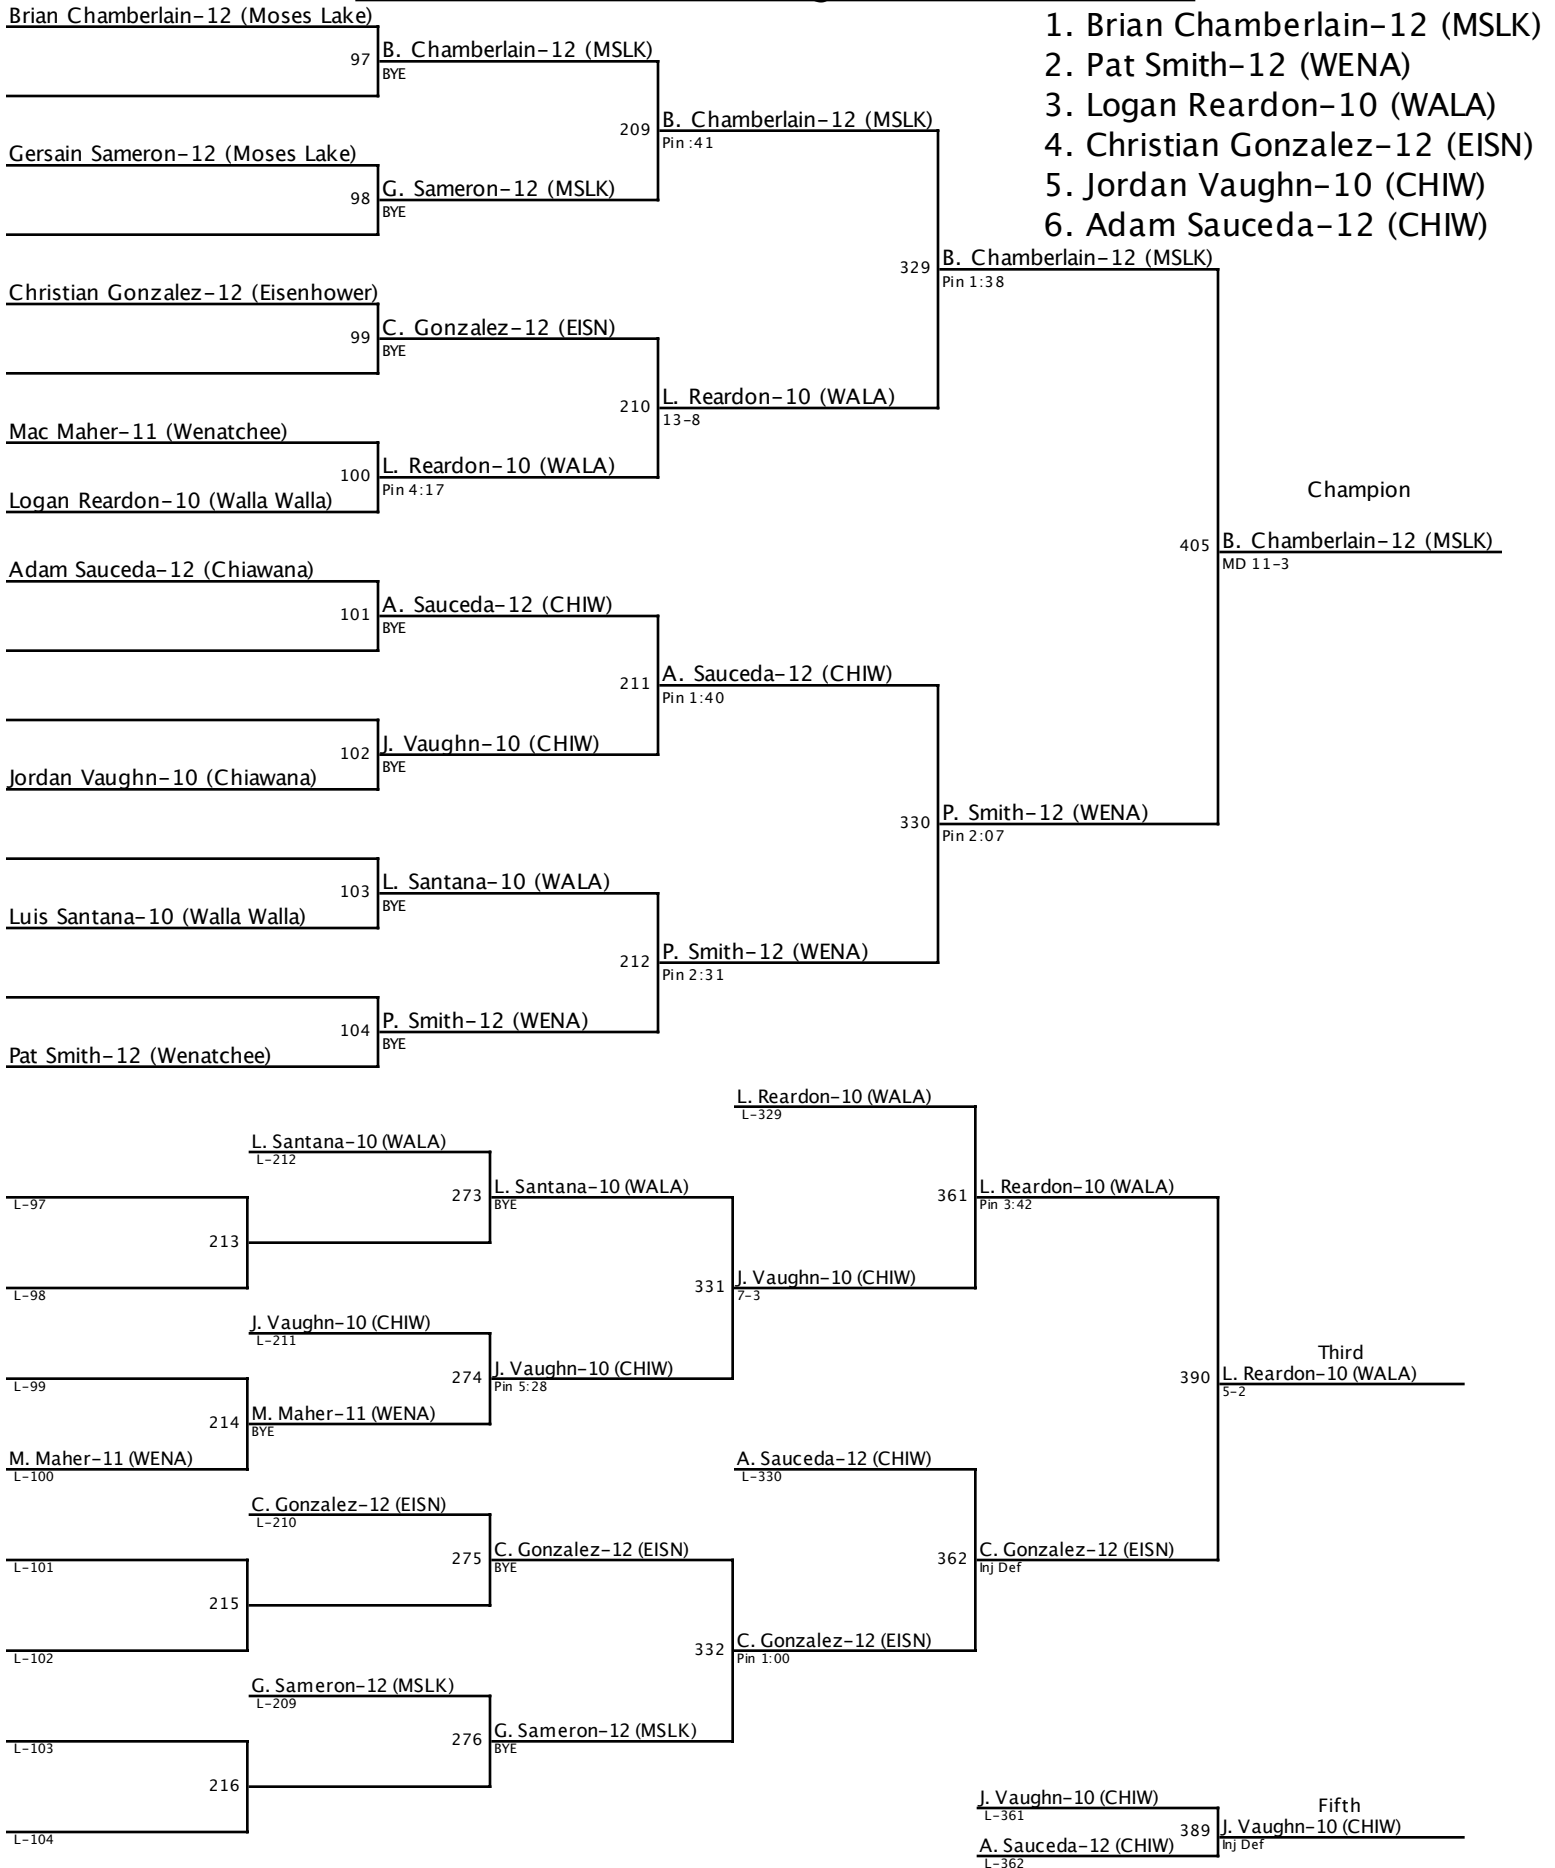 Brian Chamberlain-12 (Moses Lake)
97
B. Chamberlain-12 (MSLK)
BYE
Gersain Sameron-12 (Moses Lake)
98
G. Sameron-12 (MSLK)
BYE
209
B. Chamberlain-12 (MSLK)
Pin :41
Christian Gonzalez-12 (Eisenhower)
99
C. Gonzalez-12 (EISN)
BYE
Mac Maher-11 (Wenatchee)
100
L. Reardon-10 (WALA)
Pin 4:17
Logan Reardon-10 (Walla Walla)
210
L. Reardon-10 (WALA)
13-8
329
B. Chamberlain-12 (MSLK)
Pin 1:38
1. Brian Chamberlain-12 (MSLK)
2. Pat Smith-12 (WENA)
3. Logan Reardon-10 (WALA)
4. Christian Gonzalez-12 (EISN)
5. Jordan Vaughn-10 (CHIW)
6. Adam Sauceda-12 (CHIW)
Adam Sauceda-12 (Chiawana)
101
A. Sauceda-12 (CHIW)
BYE
102
J. Vaughn-10 (CHIW)
BYE
Jordan Vaughn-10 (Chiawana)
211
A. Sauceda-12 (CHIW)
Pin 1:40
103
L. Santana-10 (WALA)
BYE
Luis Santana-10 (Walla Walla)
104
P. Smith-12 (WENA)
BYE
Pat Smith-12 (Wenatchee)
212
P. Smith-12 (WENA)
Pin 2:31
330
P. Smith-12 (WENA)
Pin 2:07
Champion
405
B. Chamberlain-12 (MSLK)
MD 11-3
L. Reardon-10 (WALA)
L-329
L. Santana-10 (WALA)
L-212
L-97
213
L-98
273
L. Santana-10 (WALA)
BYE
J. Vaughn-10 (CHIW)
L-211
L-99
214
M. Maher-11 (WENA)
BYE
M. Maher-11 (WENA)
L-100
274
J. Vaughn-10 (CHIW)
Pin 5:28
331
J. Vaughn-10 (CHIW)
7-3
361
L. Reardon-10 (WALA)
Pin 3:42
A. Sauceda-12 (CHIW)
L-330
C. Gonzalez-12 (EISN)
L-210
L-101
215
L-102
275
C. Gonzalez-12 (EISN)
BYE
G. Sameron-12 (MSLK)
L-209
L-103
216
L-104
276
G. Sameron-12 (MSLK)
BYE
332
C. Gonzalez-12 (EISN)
Pin 1:00
362
C. Gonzalez-12 (EISN)
Inj Def
Third
390
L. Reardon-10 (WALA)
5-2
J. Vaughn-10 (CHIW)
L-361
A. Sauceda-12 (CHIW)
L-362
Fifth
389
J. Vaughn-10 (CHIW)
Inj Def